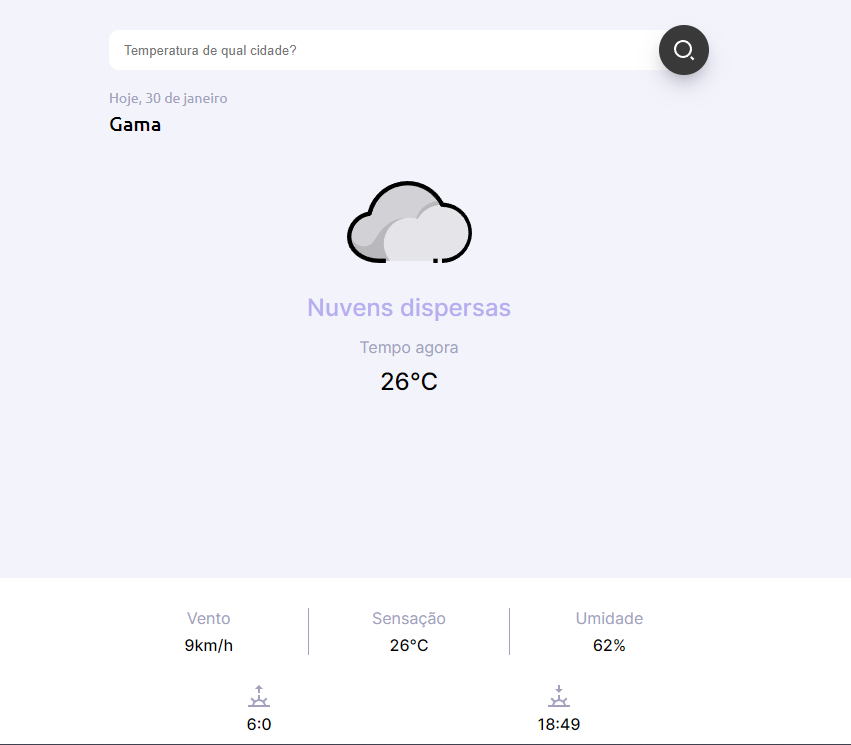 Temperatura de qual cidade?
Hoje, 30 de janeiro
Gama
Nuvens dispersas
Tempo agora
26°C
Vento
Sensação
Umidade
9km/h
26°C
62%
6:0
18:49